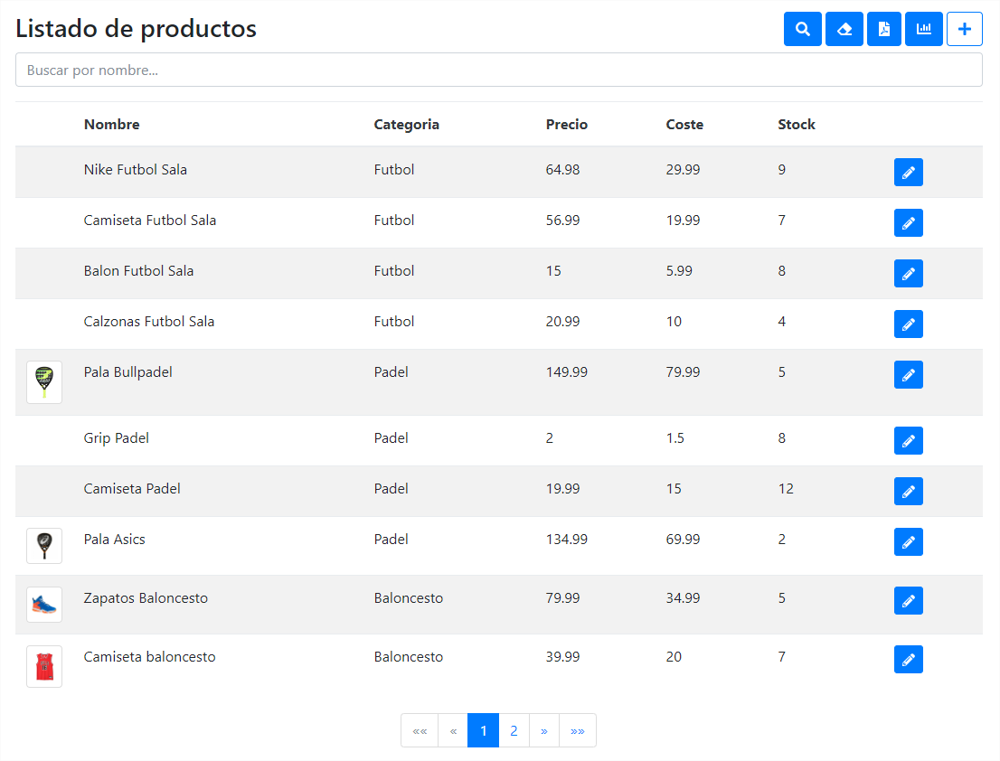 Listado de productos
Buscar por nombre...
Nombre Categoria Precio Coste Stock
Nike Futbol Sala Futbol 64.98 29.99 9
Camiseta Futbol Sala Futbol 56.99 19.99 7
Balon Futbol Sala Futbol 15 5.99 8
Calzonas Futbol Sala Futbol 20.99 10 4
Pala Bullpadel Padel 149.99 79.99 5
Grip Padel Padel 2 1.5 8
Camiseta Padel Padel 19.99 15 12
Pala Asics Padel 134.99 69.99 2
Zapatos Baloncesto Baloncesto 79.99 34.99 5
Camiseta baloncesto Baloncesto 39.99 20 7
«« « 1 2 » »»